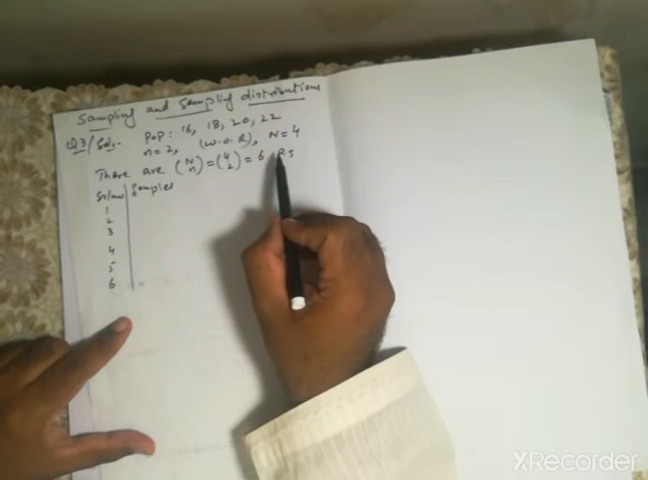 Sampling and Sampling distributions
Q3/ Sol:- Pop: 16, 18, 20, 22
n=2, (W.O.R), N=4
There are (N n) = (4 2) = 6 R S
Sr/no Samples
1
2
3
4
5
6
XRecorder